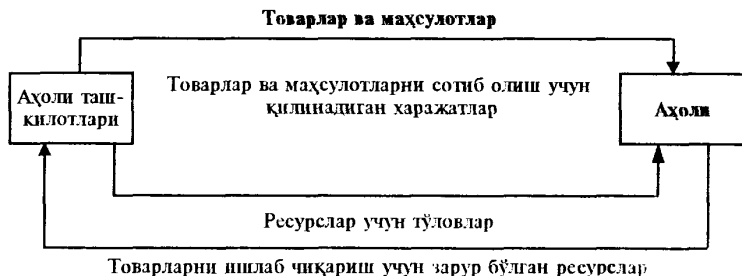 Товарлар ва маҳсулотлар
Аҳоли таш-
килотлари
Товарлар ва маҳсулотларни сотиб олиш учун
қилинадиган харажатлар
Аҳоли
Ресурслар учун тўловлар
Товарларни ишлаб чиқариш учун зарур бўлган ресурслар